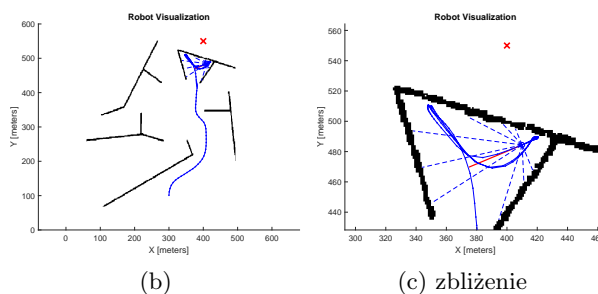 Robot Visualization
600
500
400
300
200
100
0
Y [meters]
0 100 200 300 400 500 600
X [meters]
(b)
Robot Visualization
560
540
520
500
480
460
440
Y [meters]
300 320 340 360 380 400 420 440 46
X [meters]
(c) zbliżenie